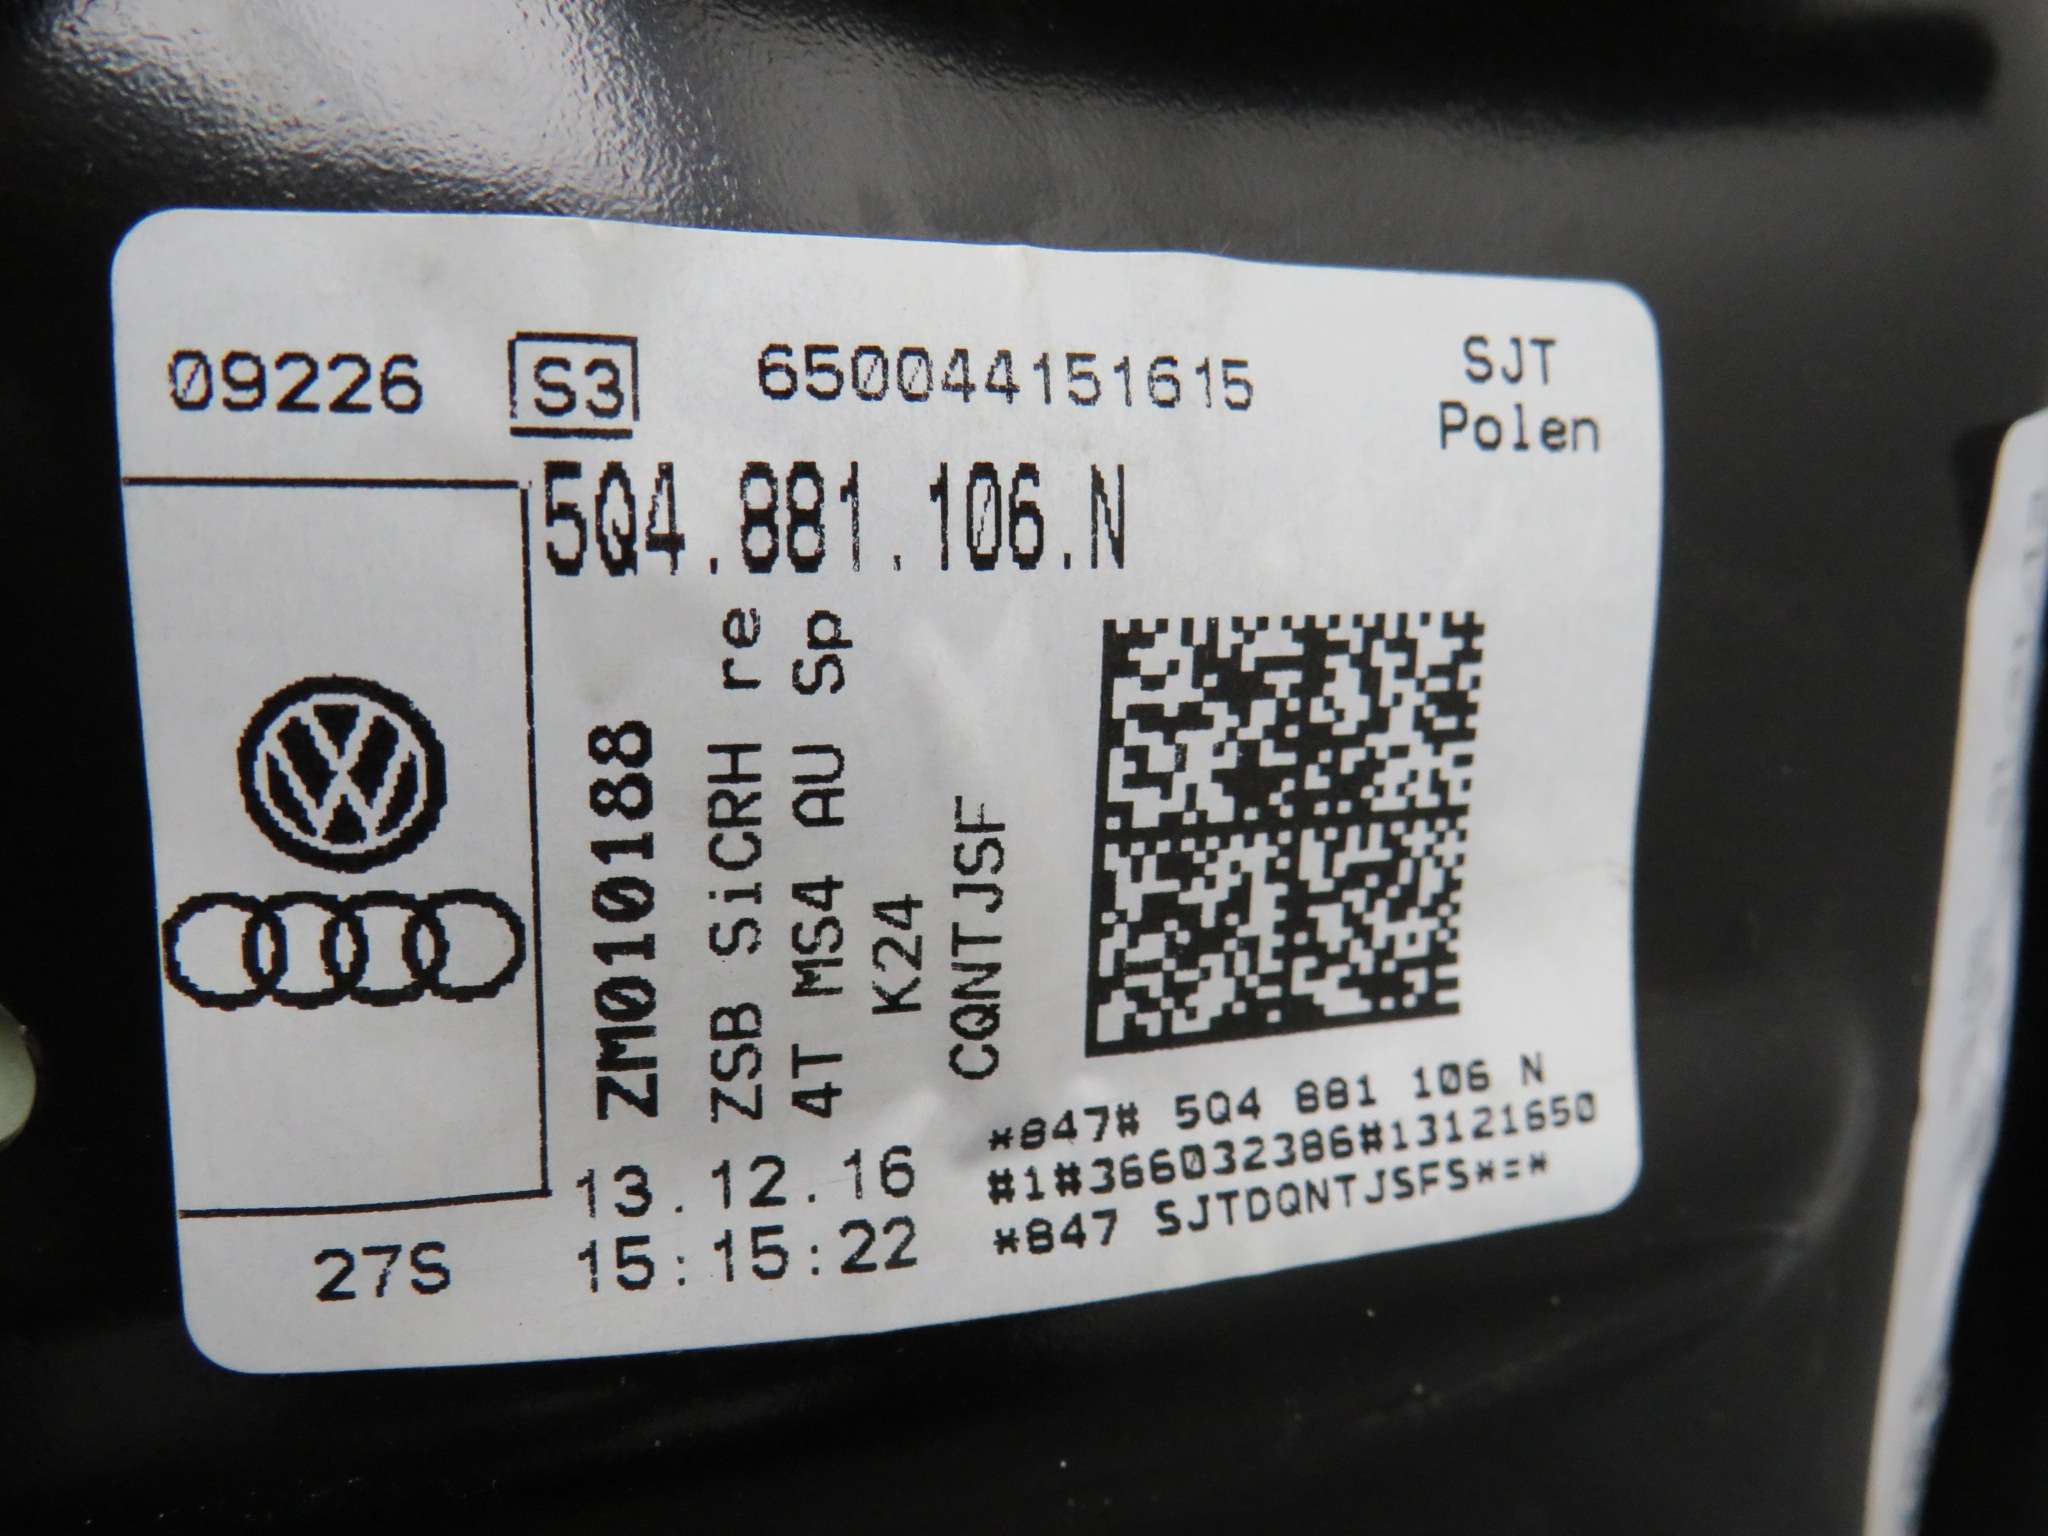 09226 S3 650044151615
SJT
Polen
5Q4.881.106.N
ZM010188
ZSB SiCRH re
4T MS4 AU Sp
K24
CQNTJSF
*847# 5Q4 881 106 N
#1#366032386#13121650
*847 SJTDQNTJSFS*=*
13.12.16
15:15:22
27S